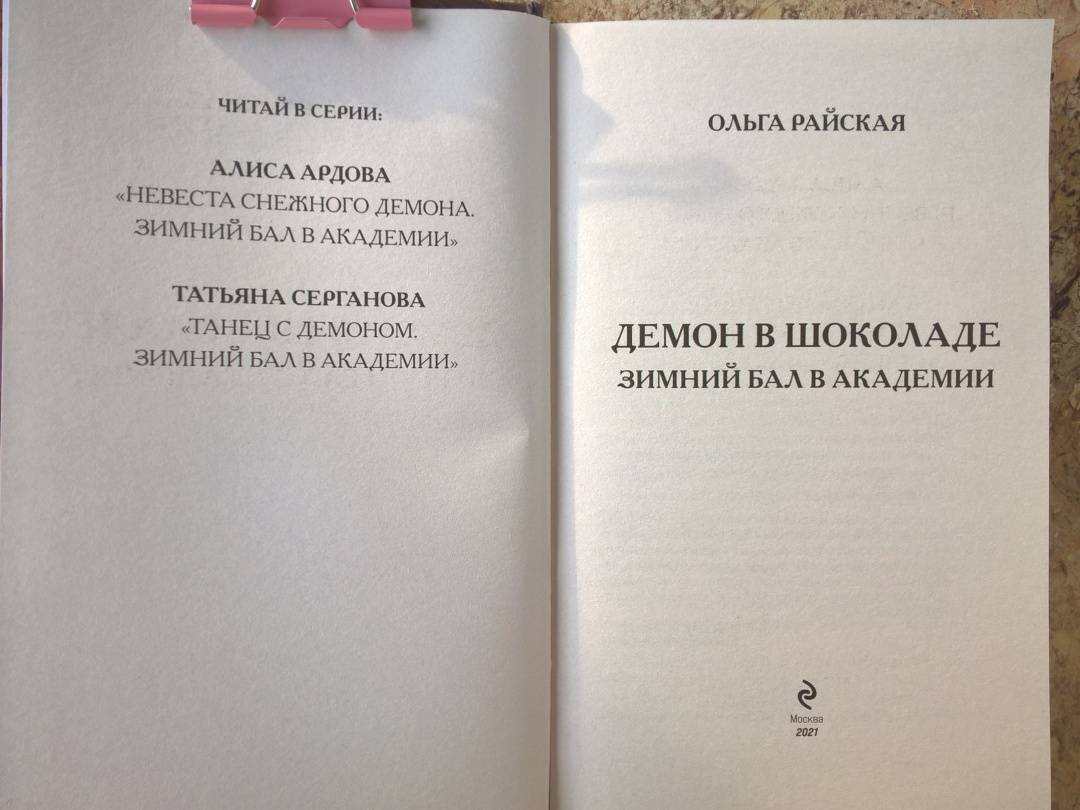 ЧИТАЙ В СЕРИИ:
АЛИСА АРДОВА
«НЕВЕСТА СНЕЖНОГО ДЕМОНА.
ЗИМНИЙ БАЛ В АКАДЕМИИ»
ТАТЬЯНА СЕРГАНОВА
«ТАНЕЦ С ДЕМОНОМ.
ЗИМНИЙ БАЛ В АКАДЕМИИ»
ОЛЬГА РАЙСКАЯ
ДЕМОН В ШОКОЛАДЕ
ЗИМНИЙ БАЛ В АКАДЕМИИ
Москва
2021